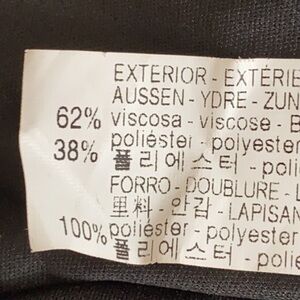 EXTERIOR - EXTÉRIE
AUSSEN - YDRE - ZUN
62% viscosa - viscose - B
38% poliéster - polyester
폴리에스터 - poli
FORRO - DOUBLURE -
里料 - 안감 - LAPISAN
100% poliéster - polyester
폴리에스터 - poli